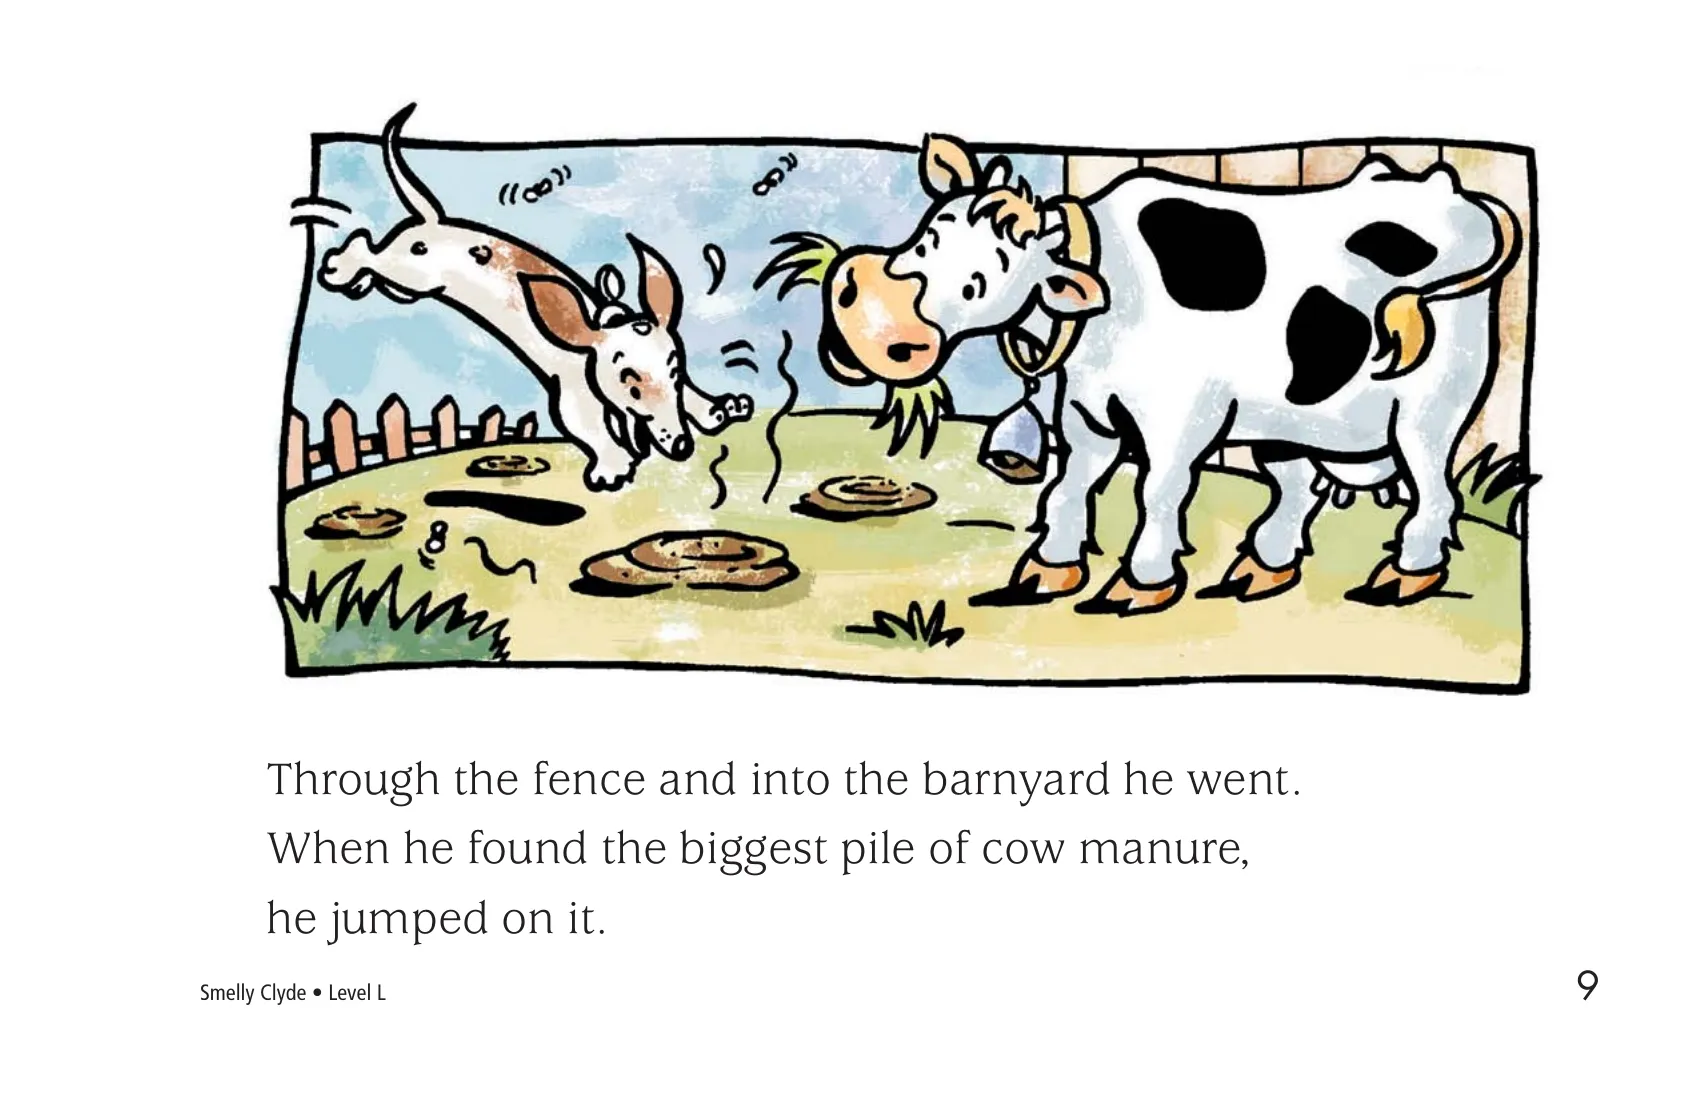 Through the fence and into the barnyard he went.
When he found the biggest pile of cow manure,
he jumped on it.
Smelly Clyde • Level L
9